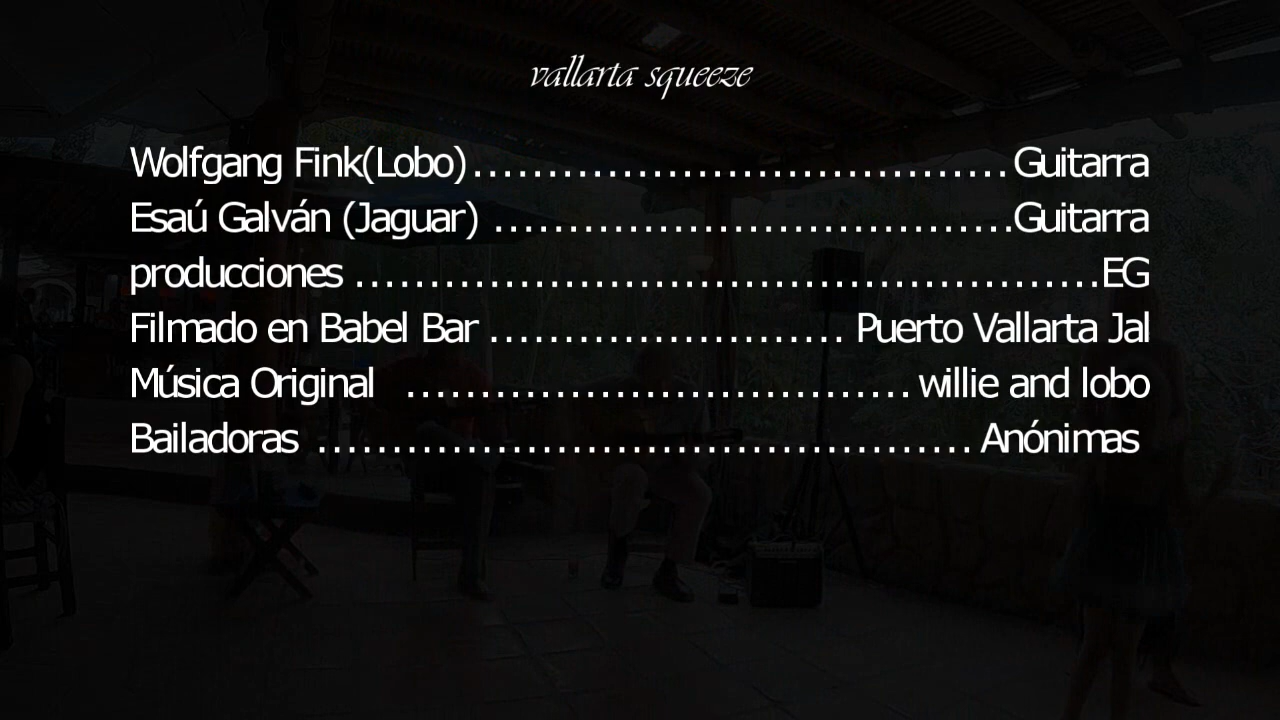 vallarta squeeze
Wolfgang Fink(Lobo)....................................Guitarra
Esaú Galván (Jaguar) ...................................Guitarra
producciones ..................................................EG
Filmado en Babel Bar ........................ Puerto Vallarta Jal
Música Original .................................. willie and lobo
Bailadoras ............................................ Anónimas